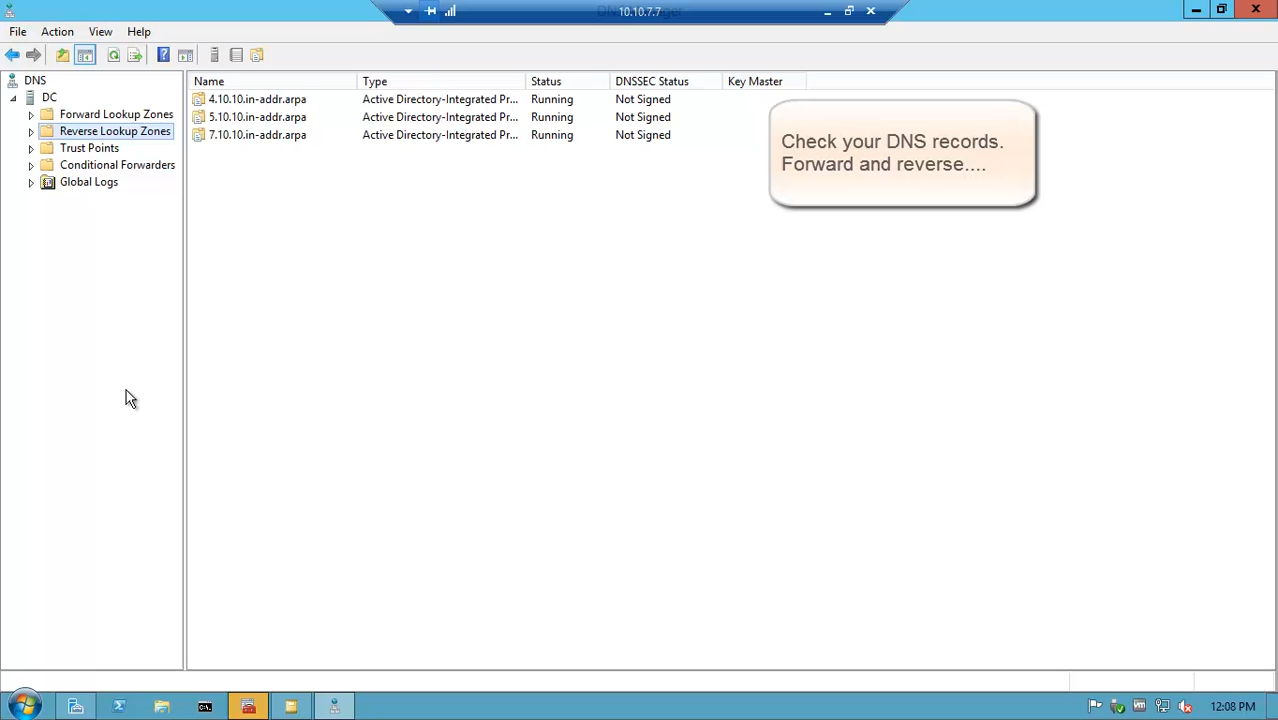 10.10.7.7
File Action View Help
DNS
DC
Forward Lookup Zones
Reverse Lookup Zones
Trust Points
Conditional Forwarders
Global Logs
Name Type Status DNSSEC Status Key Master
4.10.10.in-addr.arpa Active Directory-Integrated Pr... Running Not Signed
5.10.10.in-addr.arpa Active Directory-Integrated Pr... Running Not Signed
7.10.10.in-addr.arpa Active Directory-Integrated Pr... Running Not Signed
Check your DNS records.
Forward and reverse....
12:08 PM